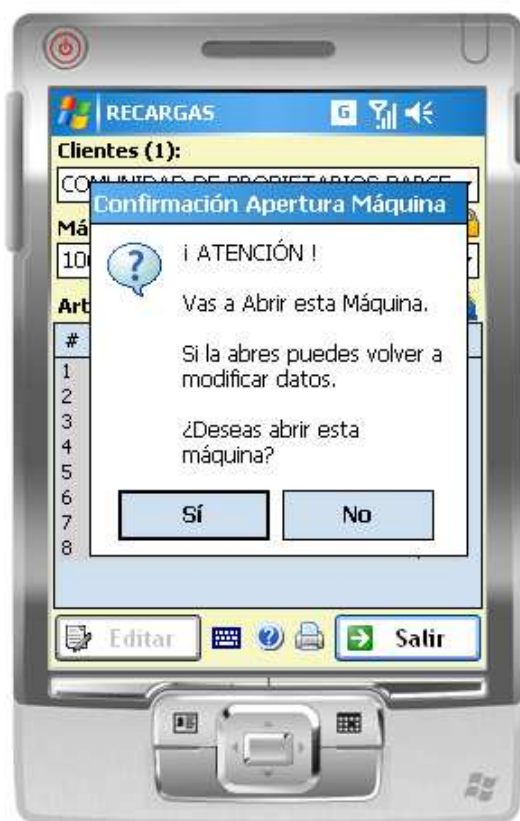 RECARGAS
G
Clientes (1):
Confirmación Apertura Máquina
¡ ATENCIÓN !
Vas a Abrir esta Máquina.
Si la abres puedes volver a
modificar datos.
¿Deseas abrir esta
máquina?
Sí
No
#
1
2
3
4
5
6
7
8
Editar
Salir